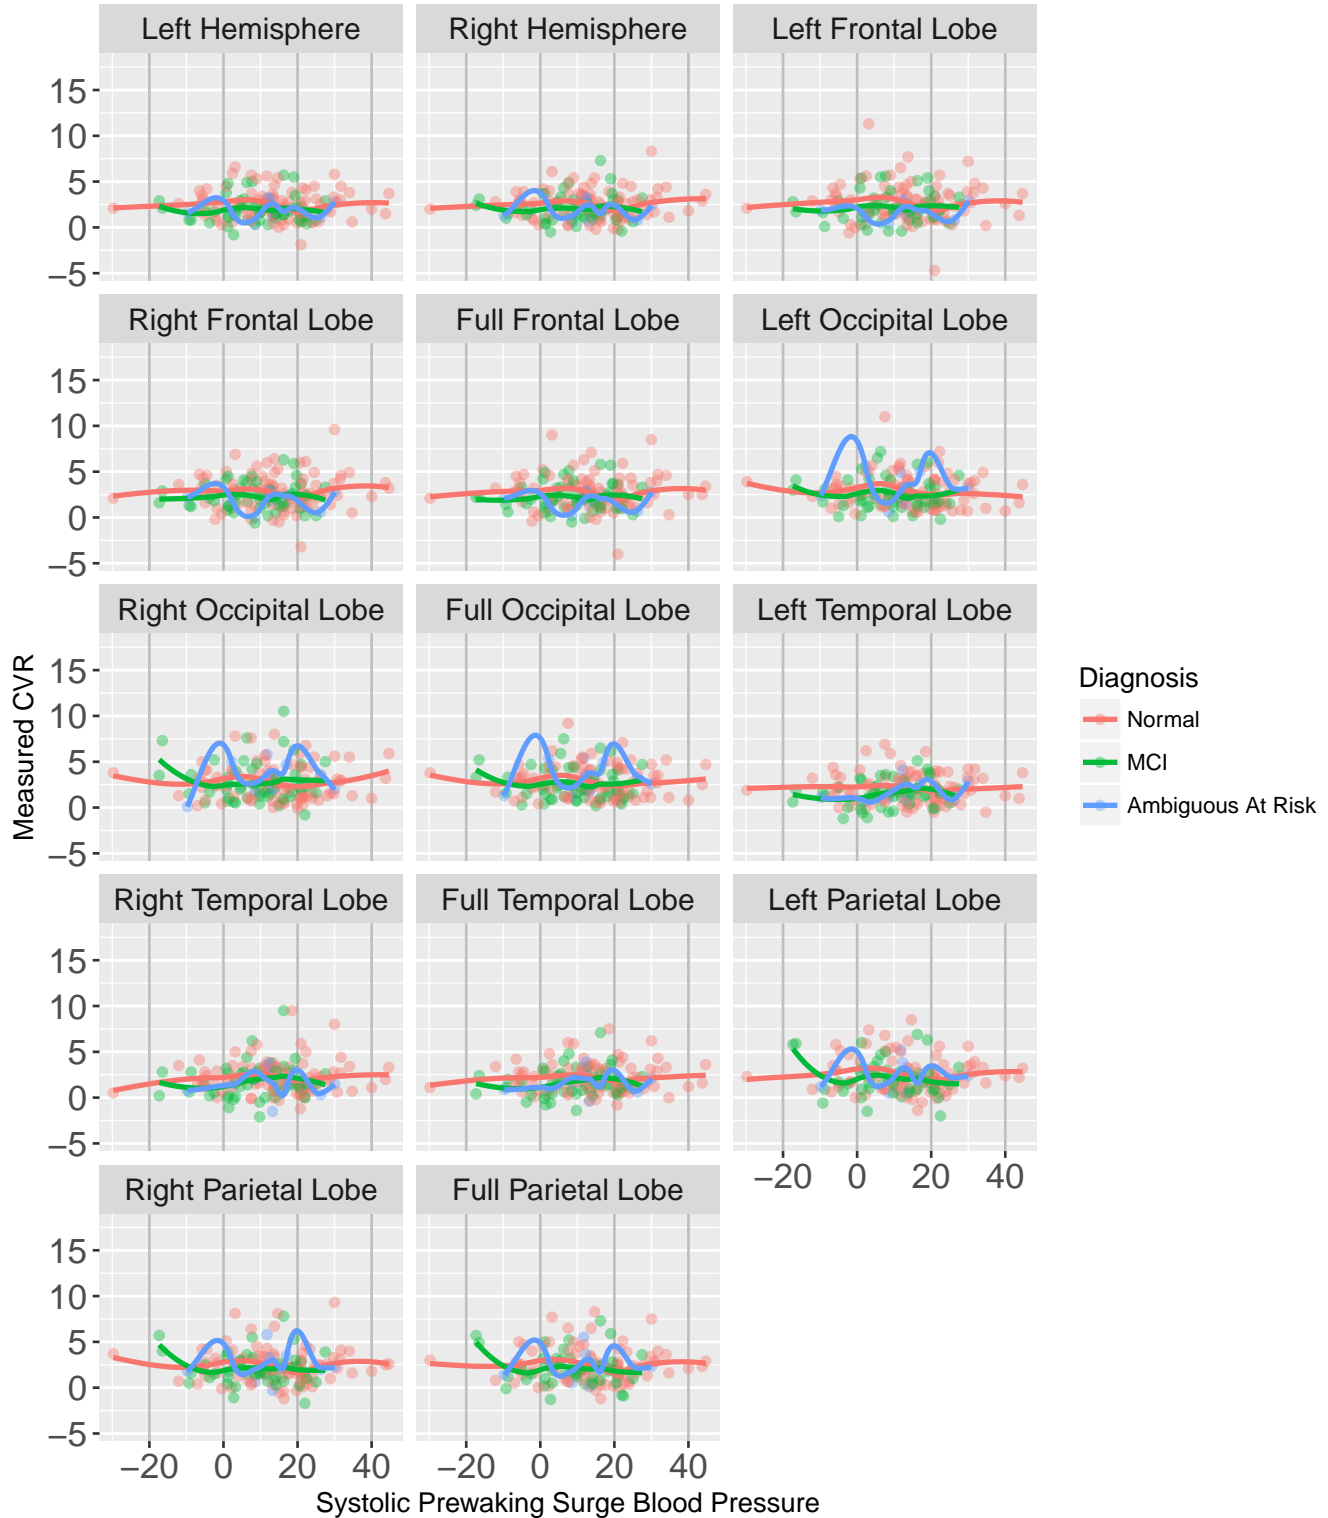 Left Hemisphere Right Hemisphere Left Frontal Lobe
15
10
5
0
−5
Right Frontal Lobe Full Frontal Lobe Left Occipital Lobe
15
10
5
0
−5
Right Occipital Lobe Full Occipital Lobe Left Temporal Lobe
15
10
5
0
−5
Right Temporal Lobe Full Temporal Lobe Left Parietal Lobe
15
10
5
0
−5
−20 0 20 40
Right Parietal Lobe Full Parietal Lobe
15
10
5
0
−5
−20 0 20 40 −20 0 20 40
Systolic Prewaking Surge Blood Pressure
Measured CVR
Diagnosis
Normal
MCI
Ambiguous At Risk